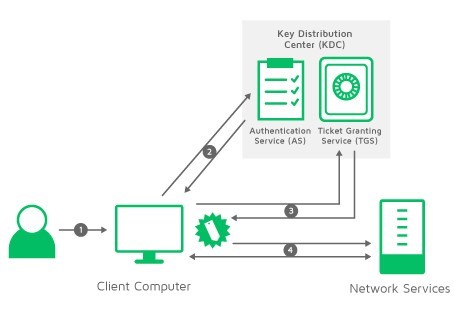 Key Distribution
Center (KDC)
Authentication
Service (AS)
Ticket Granting
Service (TGS)
2
1
3
4
Client Computer
Network Services